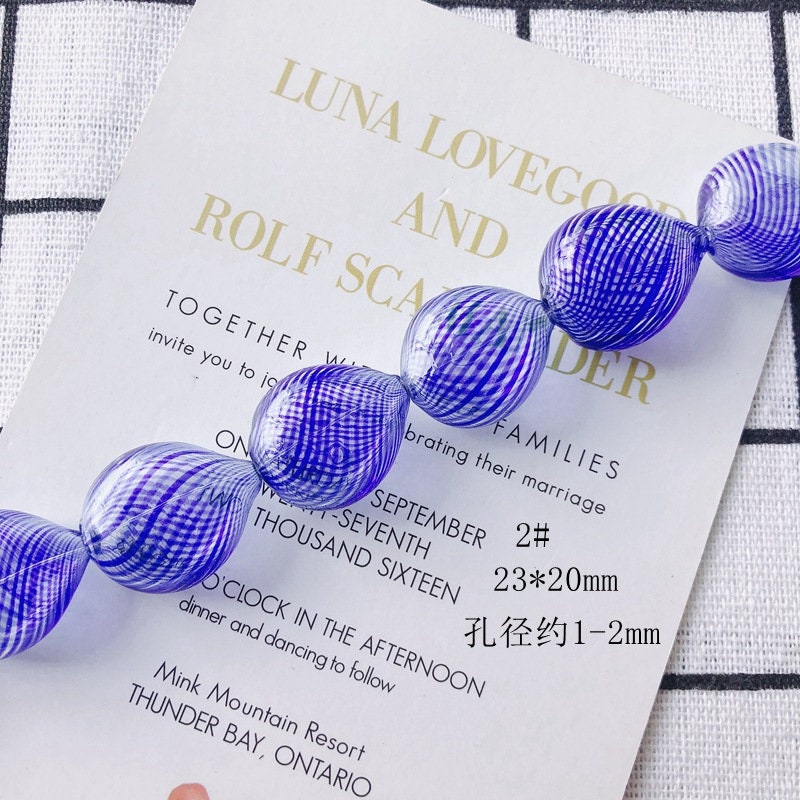 LUNA LOVEGOOD
AND
ROLF SCA DER
TOGETHER
FAMILIES
invite you to
brating their marriage
ON
SEPTEMBER
-SEVENTH
THOUSAND SIXTEEN
O'CLOCK IN THE AFTERNOON
dinner and dancing to follow
Mink Mountain Resort
THUNDER BAY, ONTARIO
2#
23*20mm
孔径约1-2mm